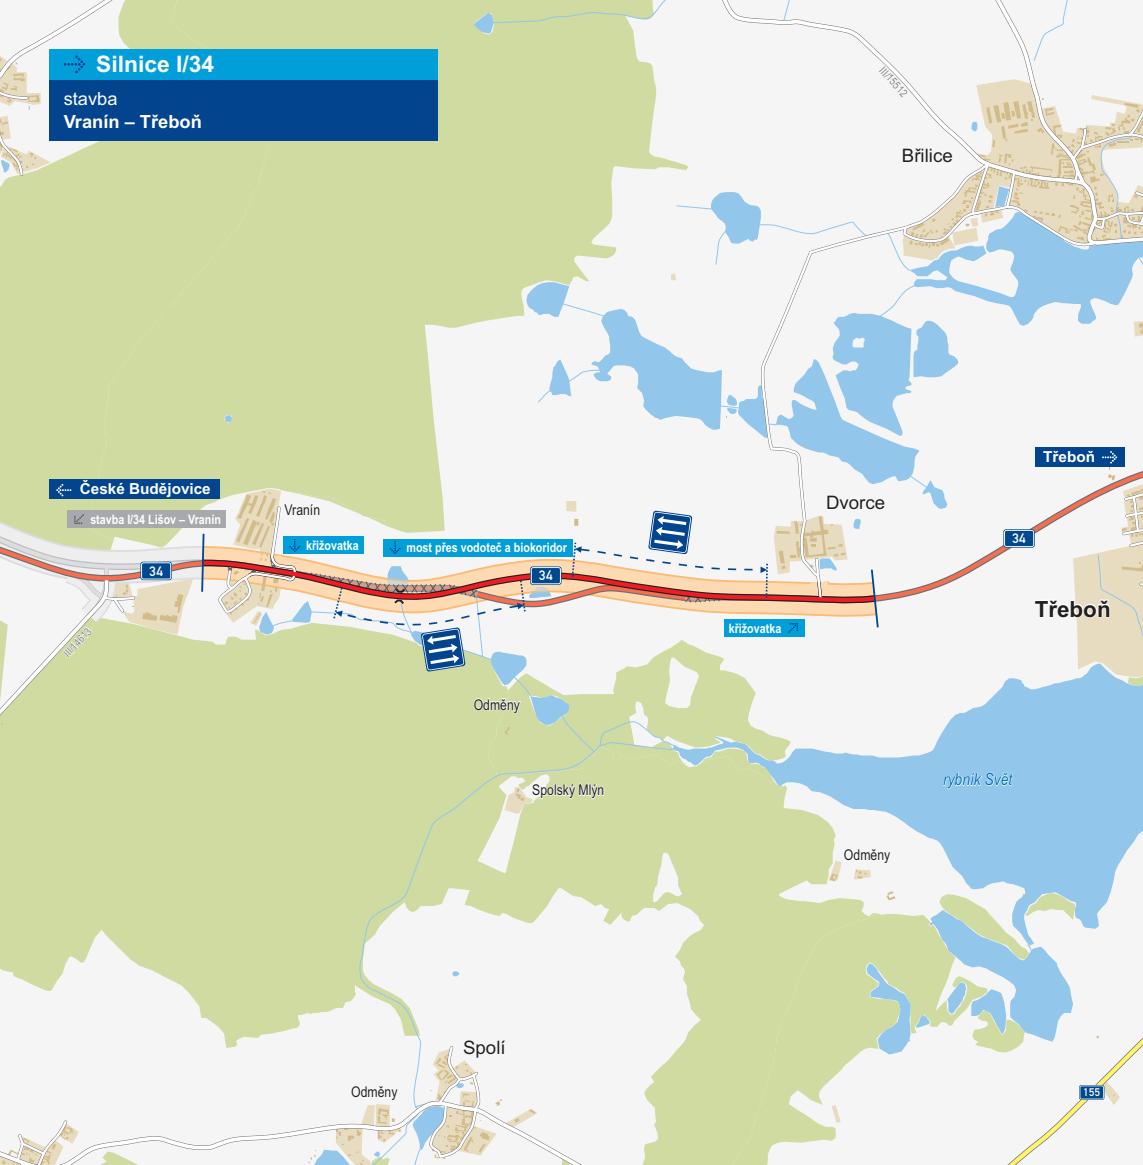 Silnice I/34
stavba
Vranín – Třeboň
III/15512
Břilice
Třeboň
České Budějovice
stavba I/34 Lišov – Vranín
Vranín
Dvorce
křižovatka
most přes vodoteč a biokoridor
34
34
34
Třeboň
křižovatka
III/14613
Odměny
rybník Svět
Spolský Mlýn
Odměny
Spolí
Odměny
155